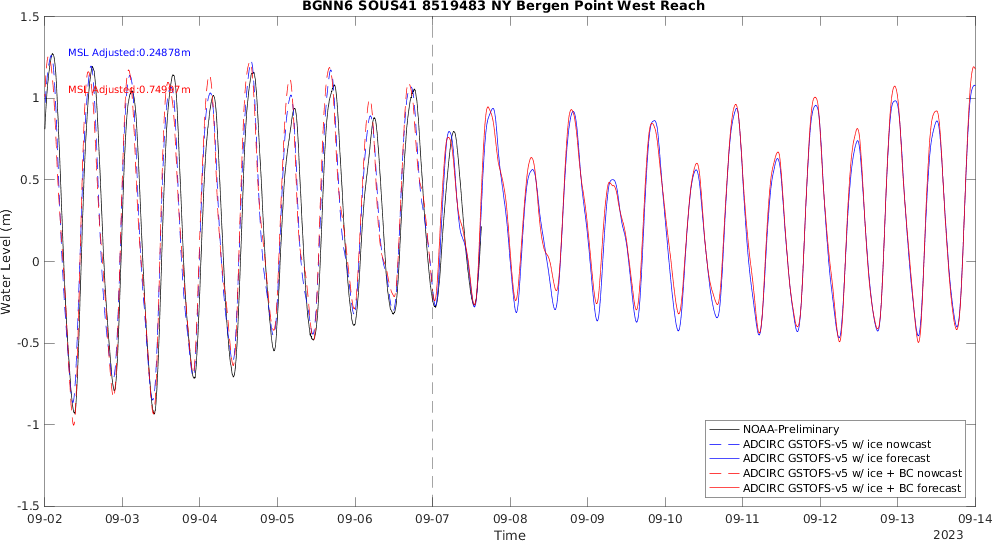 BGNN6 SOUS41 8519483 NY Bergen Point West Reach
1.5
MSL Adjusted:0.24878m
MSL Adjusted:0.74997m
1
0.5
0
-0.5
-1
-1.5
Water Level (m)
NOAA-Preliminary
ADCIRC GSTOFS-v5 w/ ice nowcast
ADCIRC GSTOFS-v5 w/ ice forecast
ADCIRC GSTOFS-v5 w/ ice + BC nowcast
ADCIRC GSTOFS-v5 w/ ice + BC forecast
09-02 09-03 09-04 09-05 09-06 09-07 09-08 09-09 09-10 09-11 09-12 09-13 09-14
Time
2023